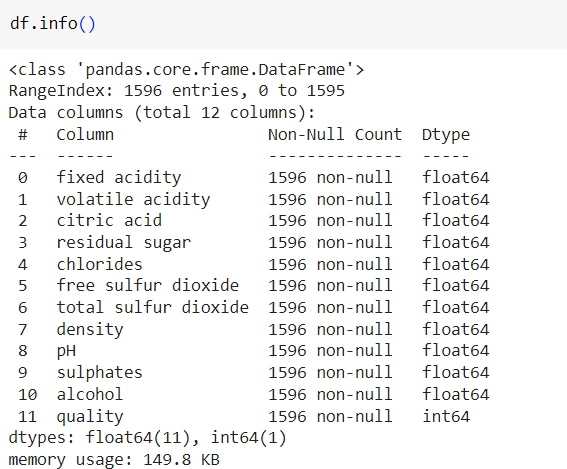 df.info()
<class 'pandas.core.frame.DataFrame'>
RangeIndex: 1596 entries, 0 to 1595
Data columns (total 12 columns):
 #   Column                Non-Null Count  Dtype
---  ------                --------------  -----
 0   fixed acidity         1596 non-null   float64
 1   volatile acidity      1596 non-null   float64
 2   citric acid           1596 non-null   float64
 3   residual sugar        1596 non-null   float64
 4   chlorides             1596 non-null   float64
 5   free sulfur dioxide   1596 non-null   float64
 6   total sulfur dioxide  1596 non-null   float64
 7   density               1596 non-null   float64
 8   pH                    1596 non-null   float64
 9   sulphates             1596 non-null   float64
 10  alcohol               1596 non-null   float64
 11  quality               1596 non-null   int64
dtypes: float64(11), int64(1)
memory usage: 149.8 KB